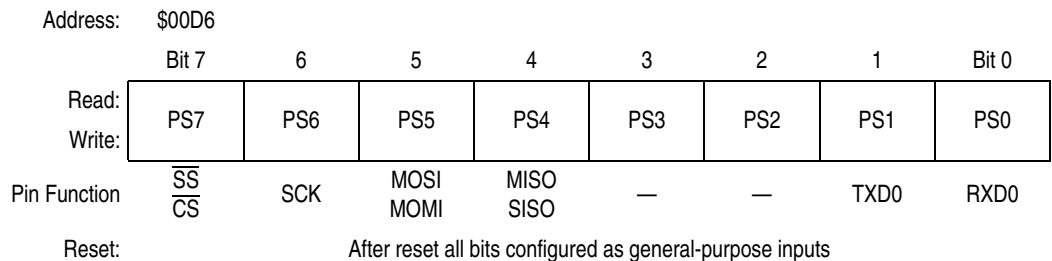 Address: $00D6
Bit 7 6 5 4 3 2 1 Bit 0
Read:
PS7 PS6 PS5 PS4 PS3 PS2 PS1 PS0
Write:
Pin Function SS SCK MOSI MISO — — TXD0 RXD0
CS MOMI SISO
Reset: After reset all bits configured as general-purpose inputs